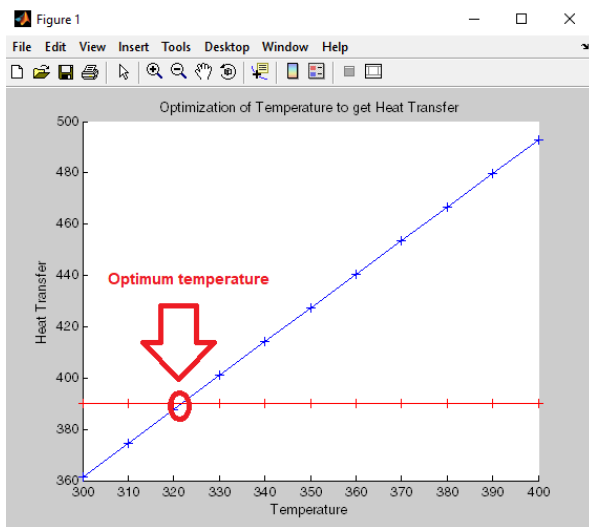 Figure 1
File Edit View Insert Tools Desktop Window Help
Optimization of Temperature to get Heat Transfer
500
480
460
440
420
400
380
360
Heat Transfer
Optimum temperature
300 310 320 330 340 350 360 370 380 390 400
Temperature